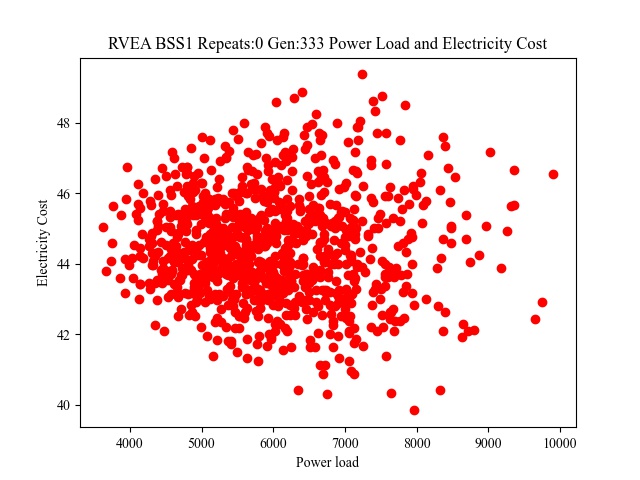 RVEA BSS1 Repeats:0 Gen:333 Power Load and Electricity Cost
48
46
44
42
40
Electricity Cost
4000 5000 6000 7000 8000 9000 10000
Power load